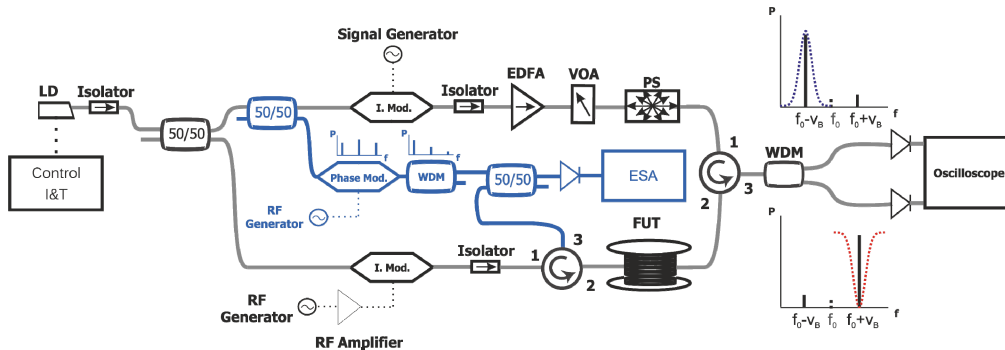 Signal Generator
LD
Isolator
50/50
Control
I&T
50/50
I. Mod.
Isolator
EDFA
VOA
PS
P
f
P
f
Phase Mod.
WDM
50/50
ESA
RF
Generator
1
2
3
WDM
Oscilloscope
P
f
f₀-νB
f₀
f₀+νB
I. Mod.
Isolator
1
3
2
FUT
RF
Generator
RF Amplifier
P
f
f₀-νB
f₀
f₀+νB